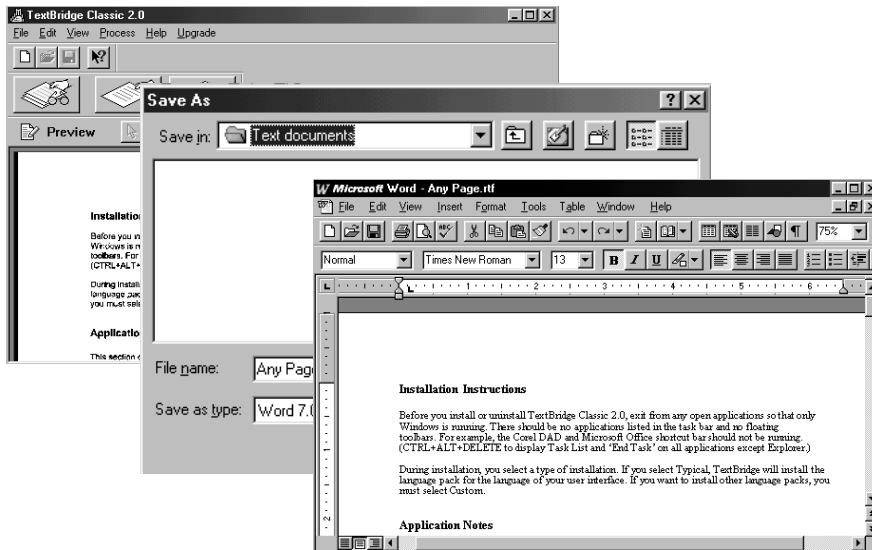 TextBridge Classic 2.0
File Edit View Process Help Upgrade
Preview
Installatio
Before you in
Windows is r
toolbars. For
(CTRL+ALT+
During install
language pac
you must sele
Applicatio
This section
Save As
Save in: Text documents
File name: Any Pag
Save as type: Word 7.0
Microsoft Word - Any Page.rtf
File Edit View Insert Format Tools Table Window Help
75%
Normal Times New Roman 13 B I U
1 2 3 4 5 6
Installation Instructions
Before you install or uninstall TextBridge Classic 2.0, exit from any open applications so that only
Windows is running. There should be no applications listed in the task bar and no floating
toolbars. For example, the Corel DAD and Microsoft Office shortcut bar should not be running.
(CTRL+ALT+DELETE to display Task List and ‘End Task’ on all applications except Explorer.)
During installation, you select a type of installation. If you select Typical, TextBridge will install the
language pack for the language of your user interface. If you want to install other language packs, you
must select Custom.
Application Notes